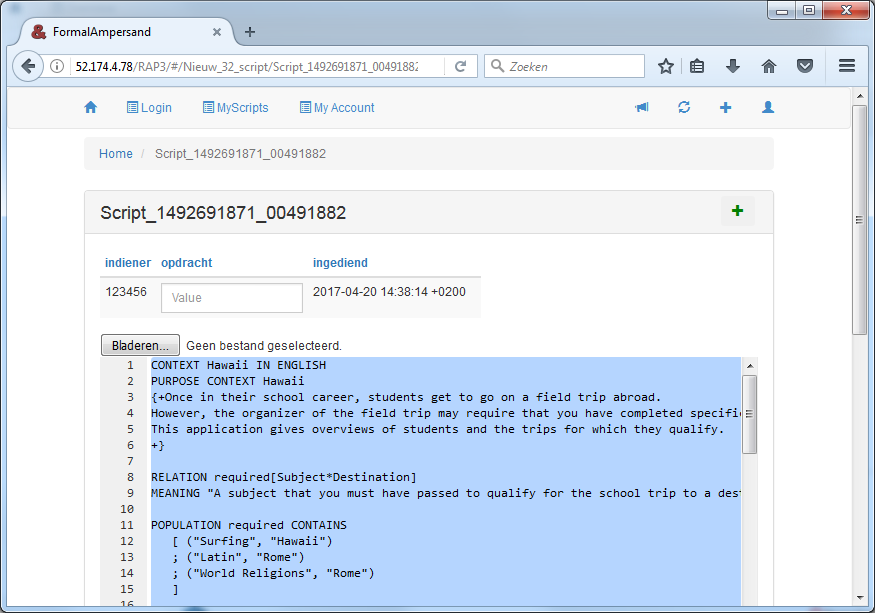 FormalAmpersand
52.174.4.78/RAP3/#/Nieuw_32_script/Script_1492691871_00491882
Zoeken
Login
MyScripts
My Account
Home / Script_1492691871_00491882
Script_1492691871_00491882
indiener opdracht ingediend
123456 Value 2017-04-20 14:38:14 +0200
Bladeren... Geen bestand geselecteerd.
1 CONTEXT Hawaii IN ENGLISH
2 PURPOSE CONTEXT Hawaii
3 {+Once in their school career, students get to go on a field trip abroad.
4 However, the organizer of the field trip may require that you have completed specifi
5 This application gives overviews of students and the trips for which they qualify.
6 +}
7
8 RELATION required[Subject*Destination]
9 MEANING "A subject that you must have passed to qualify for the school trip to a des
10
11 POPULATION required CONTAINS
12 [ ("Surfing", "Hawaii")
13 ; ("Latin", "Rome")
14 ; ("World Religions", "Rome")
15 ]
16